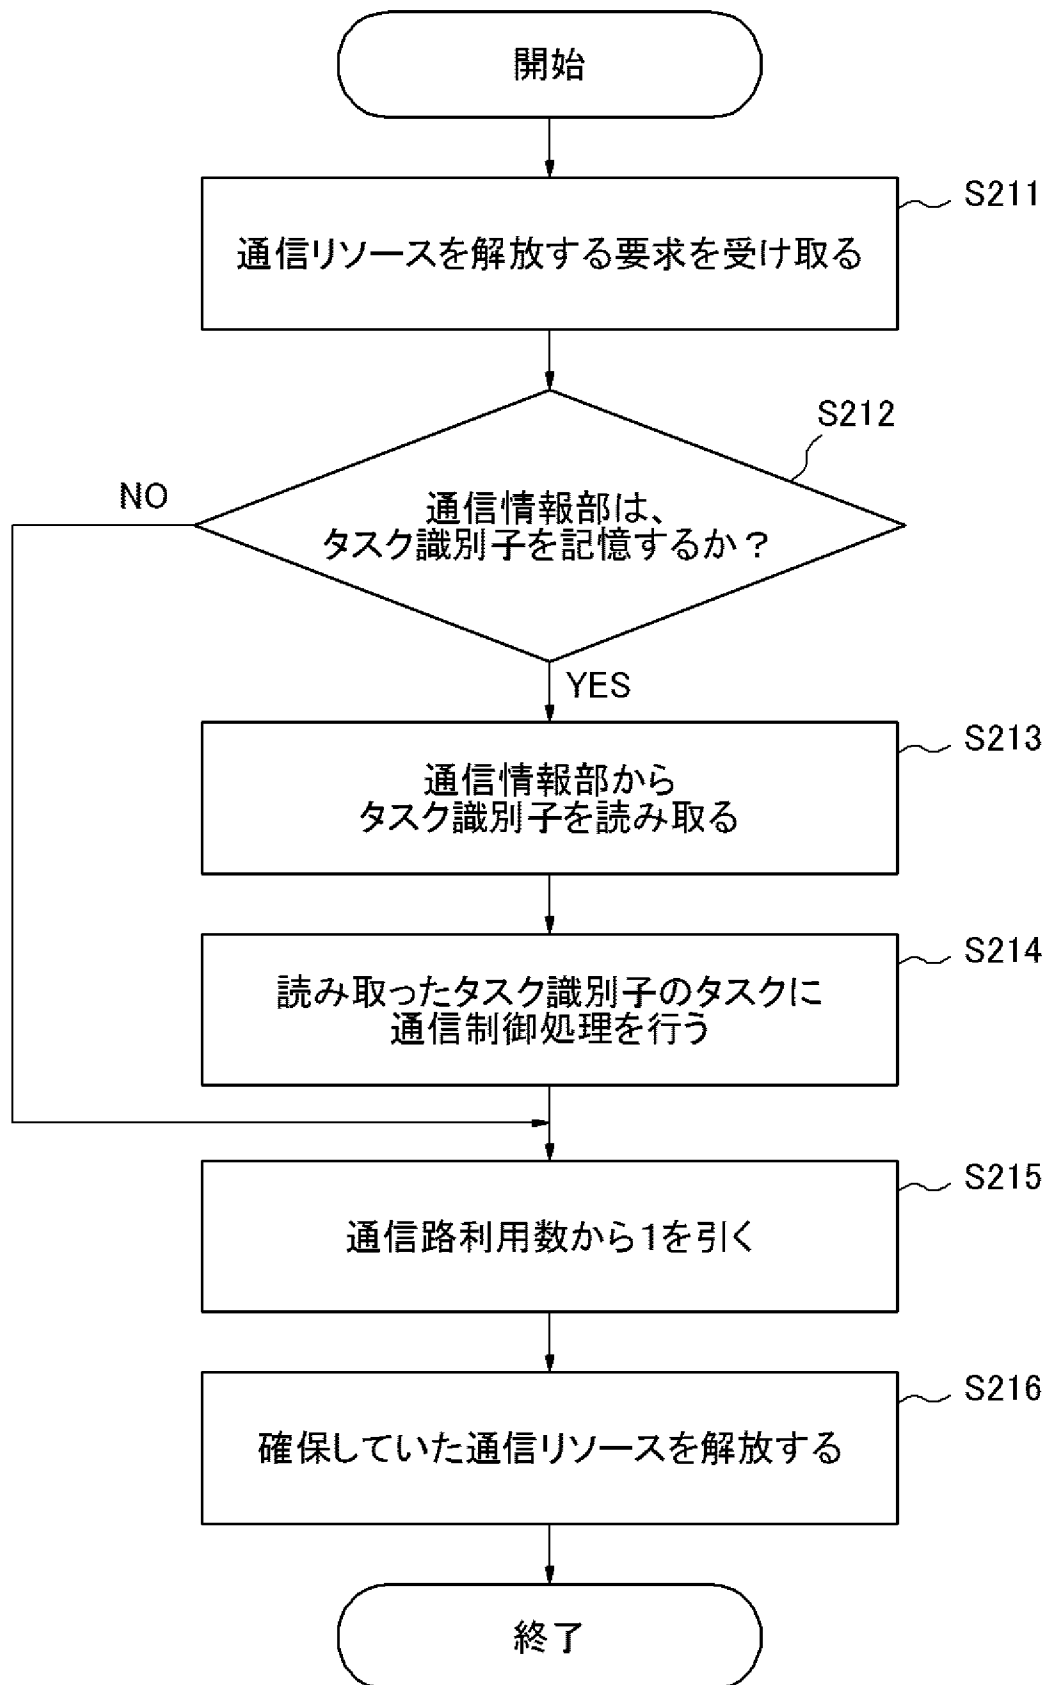 開始
S211
通信リソースを解放する要求を受け取る
S212
NO
通信情報部は、
タスク識別子を記憶するか？
YES
S213
通信情報部から
タスク識別子を読み取る
S214
読み取ったタスク識別子のタスクに
通信制御処理を行う
S215
通信路利用数から1を引く
S216
確保していた通信リソースを解放する
終了